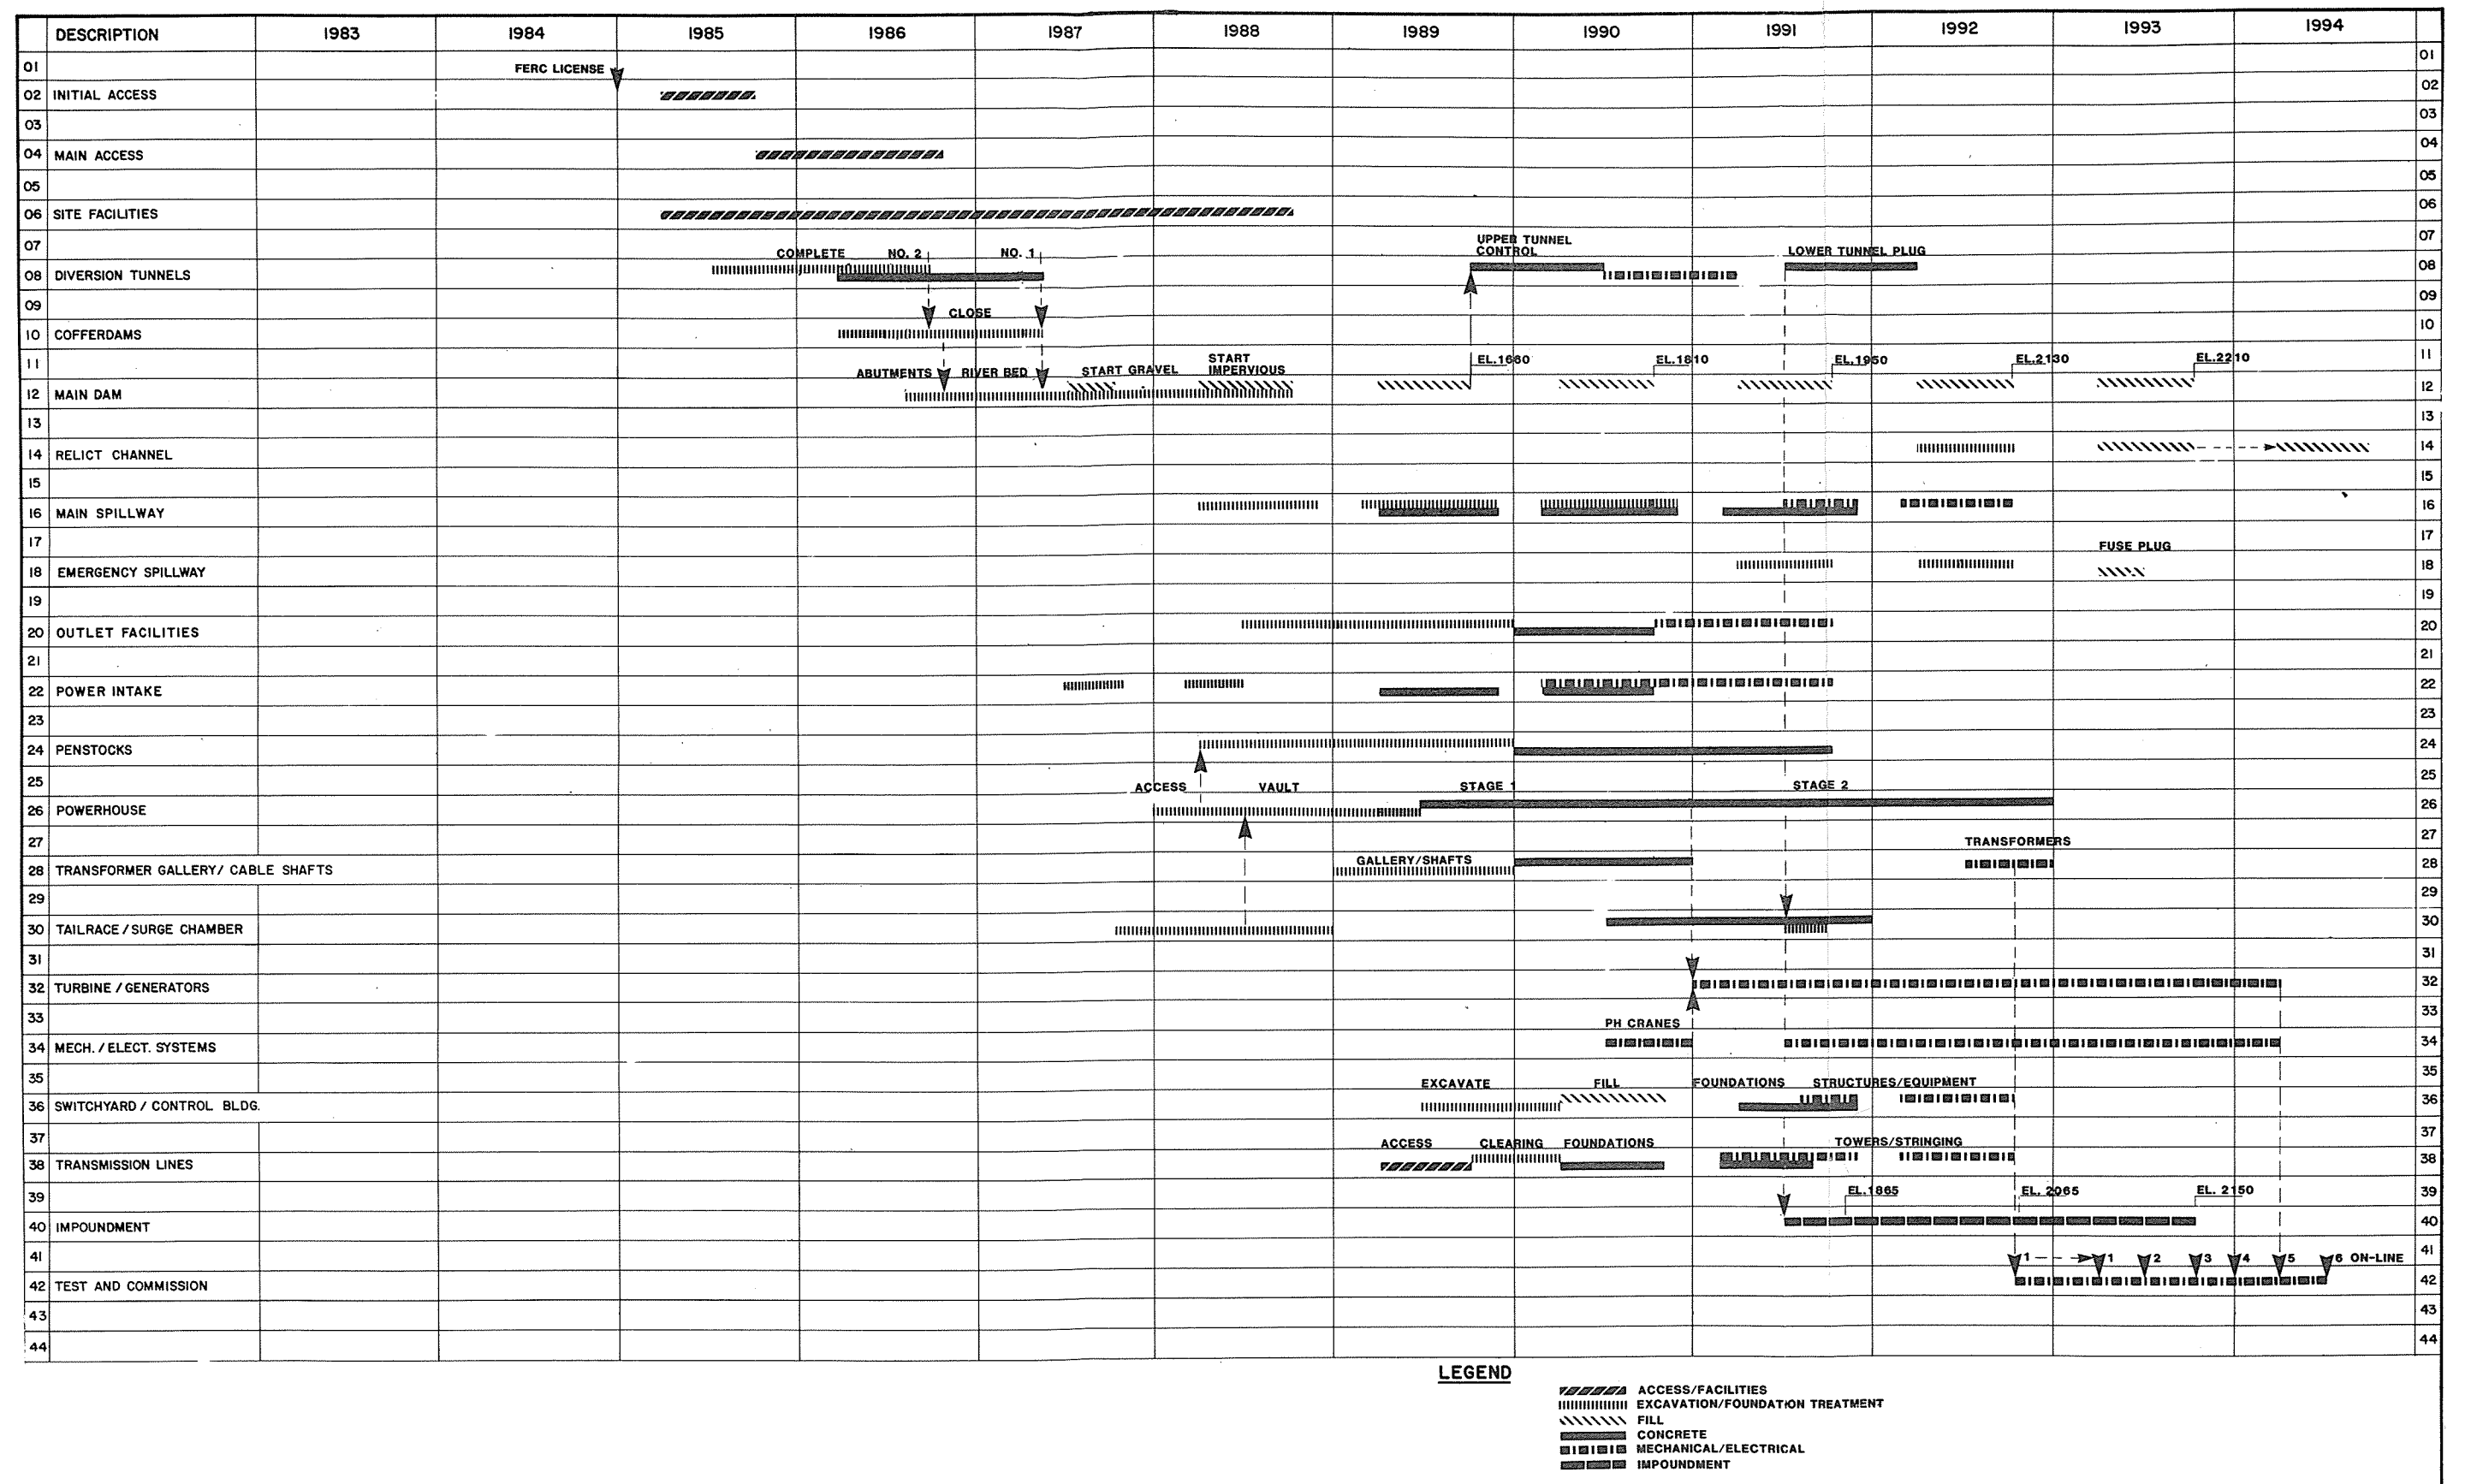 DESCRIPTION 1983 1984 1985 1986 1987 1988 1989 1990 1991 1992 1993 1994
01 FERC LICENSE 01
02 INITIAL ACCESS 02
03 03
04 MAIN ACCESS 04
05 05
06 SITE FACILITIES 06
07 COMPLETE NO. 2 NO. 1 UPPER TUNNEL CONTROL LOWER TUNNEL PLUG 07
08 DIVERSION TUNNELS 08
09 CLOSE 09
10 COFFERDAMS 10
11 ABUTMENTS RIVER BED START GRAVEL START IMPERVIOUS EL.1660 EL.1810 EL.1950 EL.2130 EL.2210 11
12 MAIN DAM 12
13 13
14 RELICT CHANNEL 14
15 15
16 MAIN SPILLWAY 16
17 FUSE PLUG 17
18 EMERGENCY SPILLWAY 18
19 19
20 OUTLET FACILITIES 20
21 21
22 POWER INTAKE 22
23 23
24 PENSTOCKS 24
25 ACCESS VAULT STAGE 1 STAGE 2 25
26 POWERHOUSE 26
27 TRANSFORMERS 27
28 TRANSFORMER GALLERY/ CABLE SHAFTS GALLERY/SHAFTS 28
29 29
30 TAILRACE / SURGE CHAMBER 30
31 31
32 TURBINE / GENERATORS 32
33 PH CRANES 33
34 MECH. / ELECT. SYSTEMS 34
35 EXCAVATE FILL FOUNDATIONS STRUCTURES/EQUIPMENT 35
36 SWITCHYARD / CONTROL BLDG. 36
37 ACCESS CLEARING FOUNDATIONS TOWERS/STRINGING 37
38 TRANSMISSION LINES 38
39 EL.1865 EL. 2065 EL. 2150 39
40 IMPOUNDMENT 40
41 1 1 2 3 4 5 6 ON-LINE 41
42 TEST AND COMMISSION 42
43 43
44 44
LEGEND
ACCESS/FACILITIES
EXCAVATION/FOUNDATION TREATMENT
FILL
CONCRETE
MECHANICAL/ELECTRICAL
IMPOUNDMENT